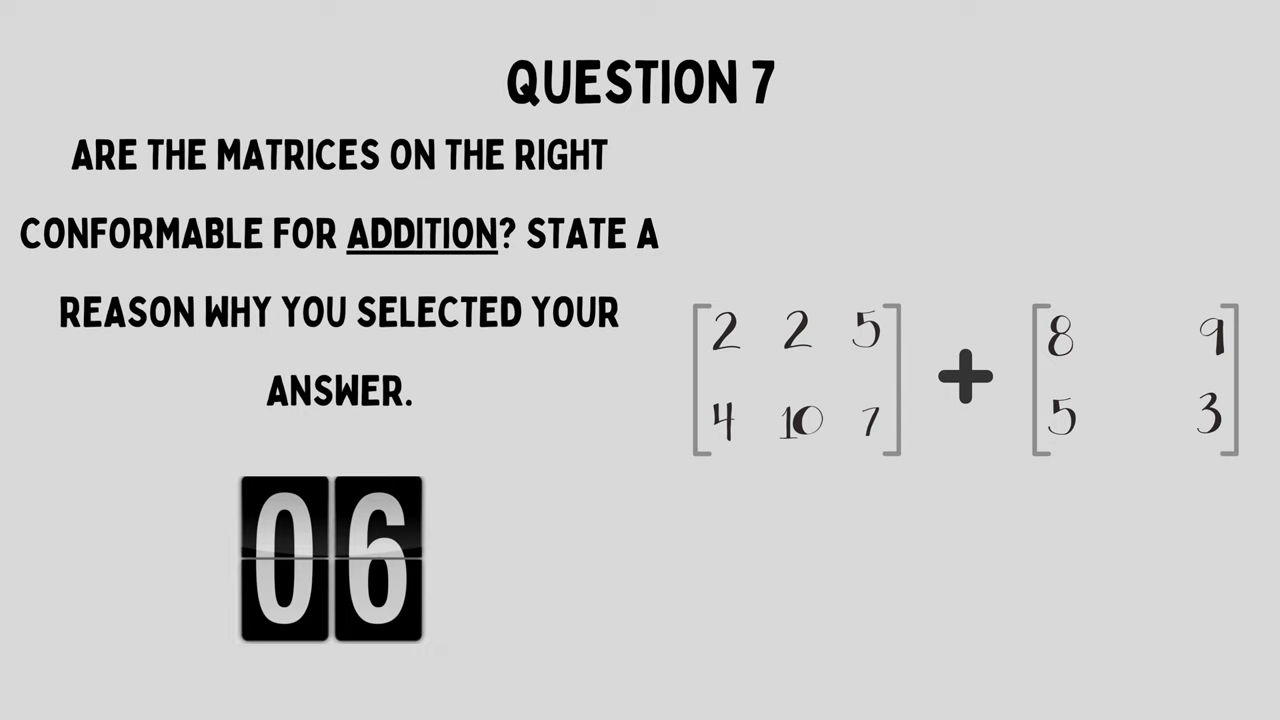 QUESTION 7
ARE THE MATRICES ON THE RIGHT
CONFORMABLE FOR ADDITION? STATE A
REASON WHY YOU SELECTED YOUR
ANSWER.
2 2 5
4 10 7
+
8 9
5 3
06